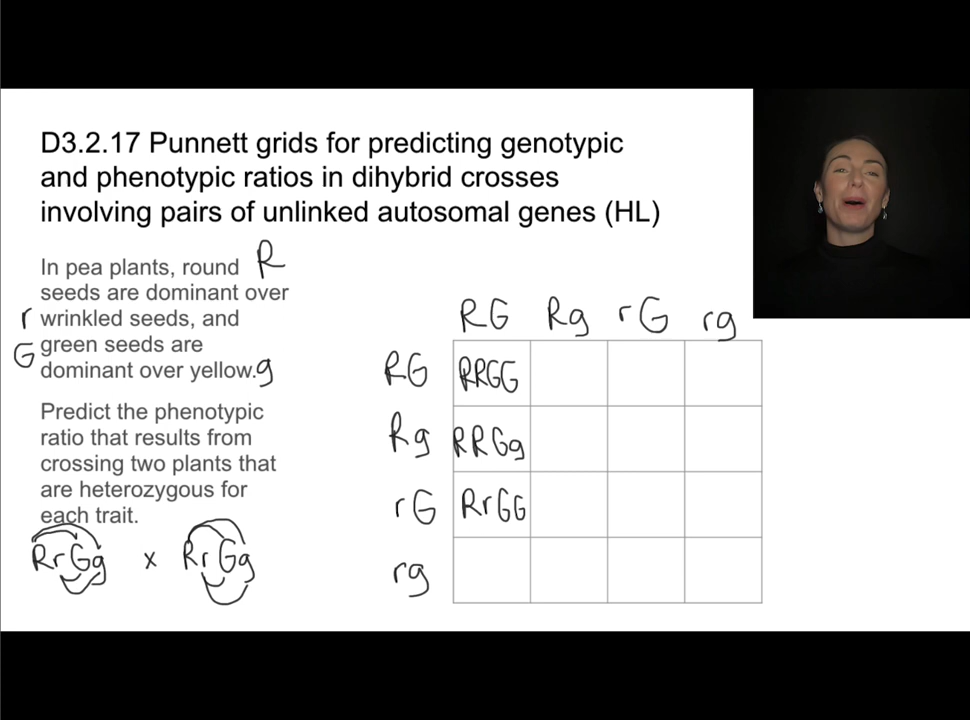 D3.2.17 Punnett grids for predicting genotypic
and phenotypic ratios in dihybrid crosses
involving pairs of unlinked autosomal genes (HL)
In pea plants, round R
seeds are dominant over
r wrinkled seeds, and
G green seeds are
dominant over yellow. g
Predict the phenotypic
ratio that results from
crossing two plants that
are heterozygous for
each trait.
RrGg x RrGg
RG Rg rG rg
RG RRGG
Rg RRGg
rG RrGG
rg